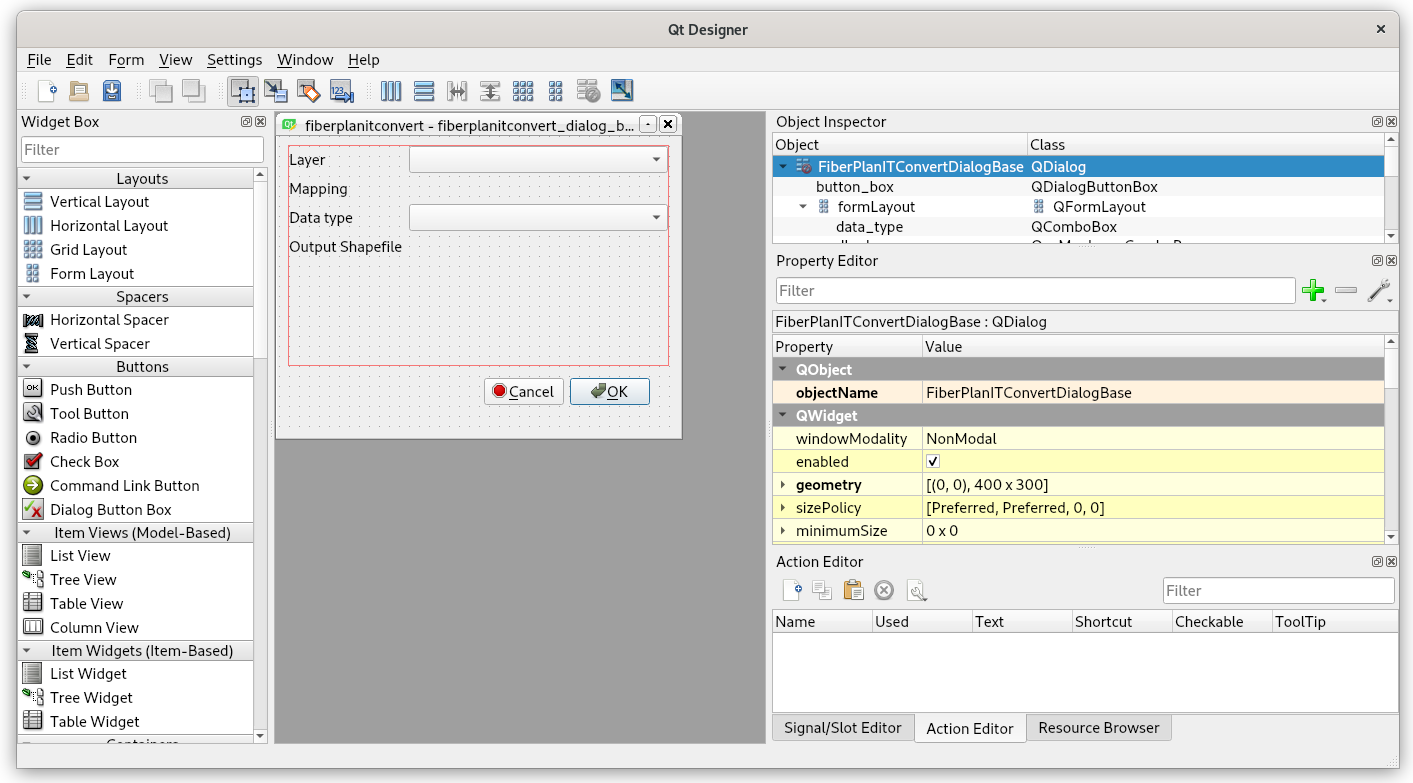 Qt Designer
File Edit Form View Settings Window Help
Widget Box
Filter
Layouts
Vertical Layout
Horizontal Layout
Grid Layout
Form Layout
Spacers
Horizontal Spacer
Vertical Spacer
Buttons
OK Push Button
Tool Button
Radio Button
Check Box
Command Link Button
Dialog Button Box
Item Views (Model-Based)
List View
Tree View
Table View
Column View
Item Widgets (Item-Based)
List Widget
Tree Widget
Table Widget
Containers
fiberplanitconvert - fiberplanitconvert_dialog_b...
Layer
Mapping
Data type
Output Shapefile
Cancel OK
Object Inspector
Object Class
FiberPlanITConvertDialogBase QDialog
button_box QDialogButtonBox
formLayout QFormLayout
data_type QComboBox
Property Editor
Filter
FiberPlanITConvertDialogBase : QDialog
Property Value
QObject
objectName FiberPlanITConvertDialogBase
QWidget
windowModality NonModal
enabled
geometry [(0, 0), 400 x 300]
sizePolicy [Preferred, Preferred, 0, 0]
minimumSize 0 x 0
Action Editor
Filter
Name Used Text Shortcut Checkable ToolTip
Signal/Slot Editor Action Editor Resource Browser